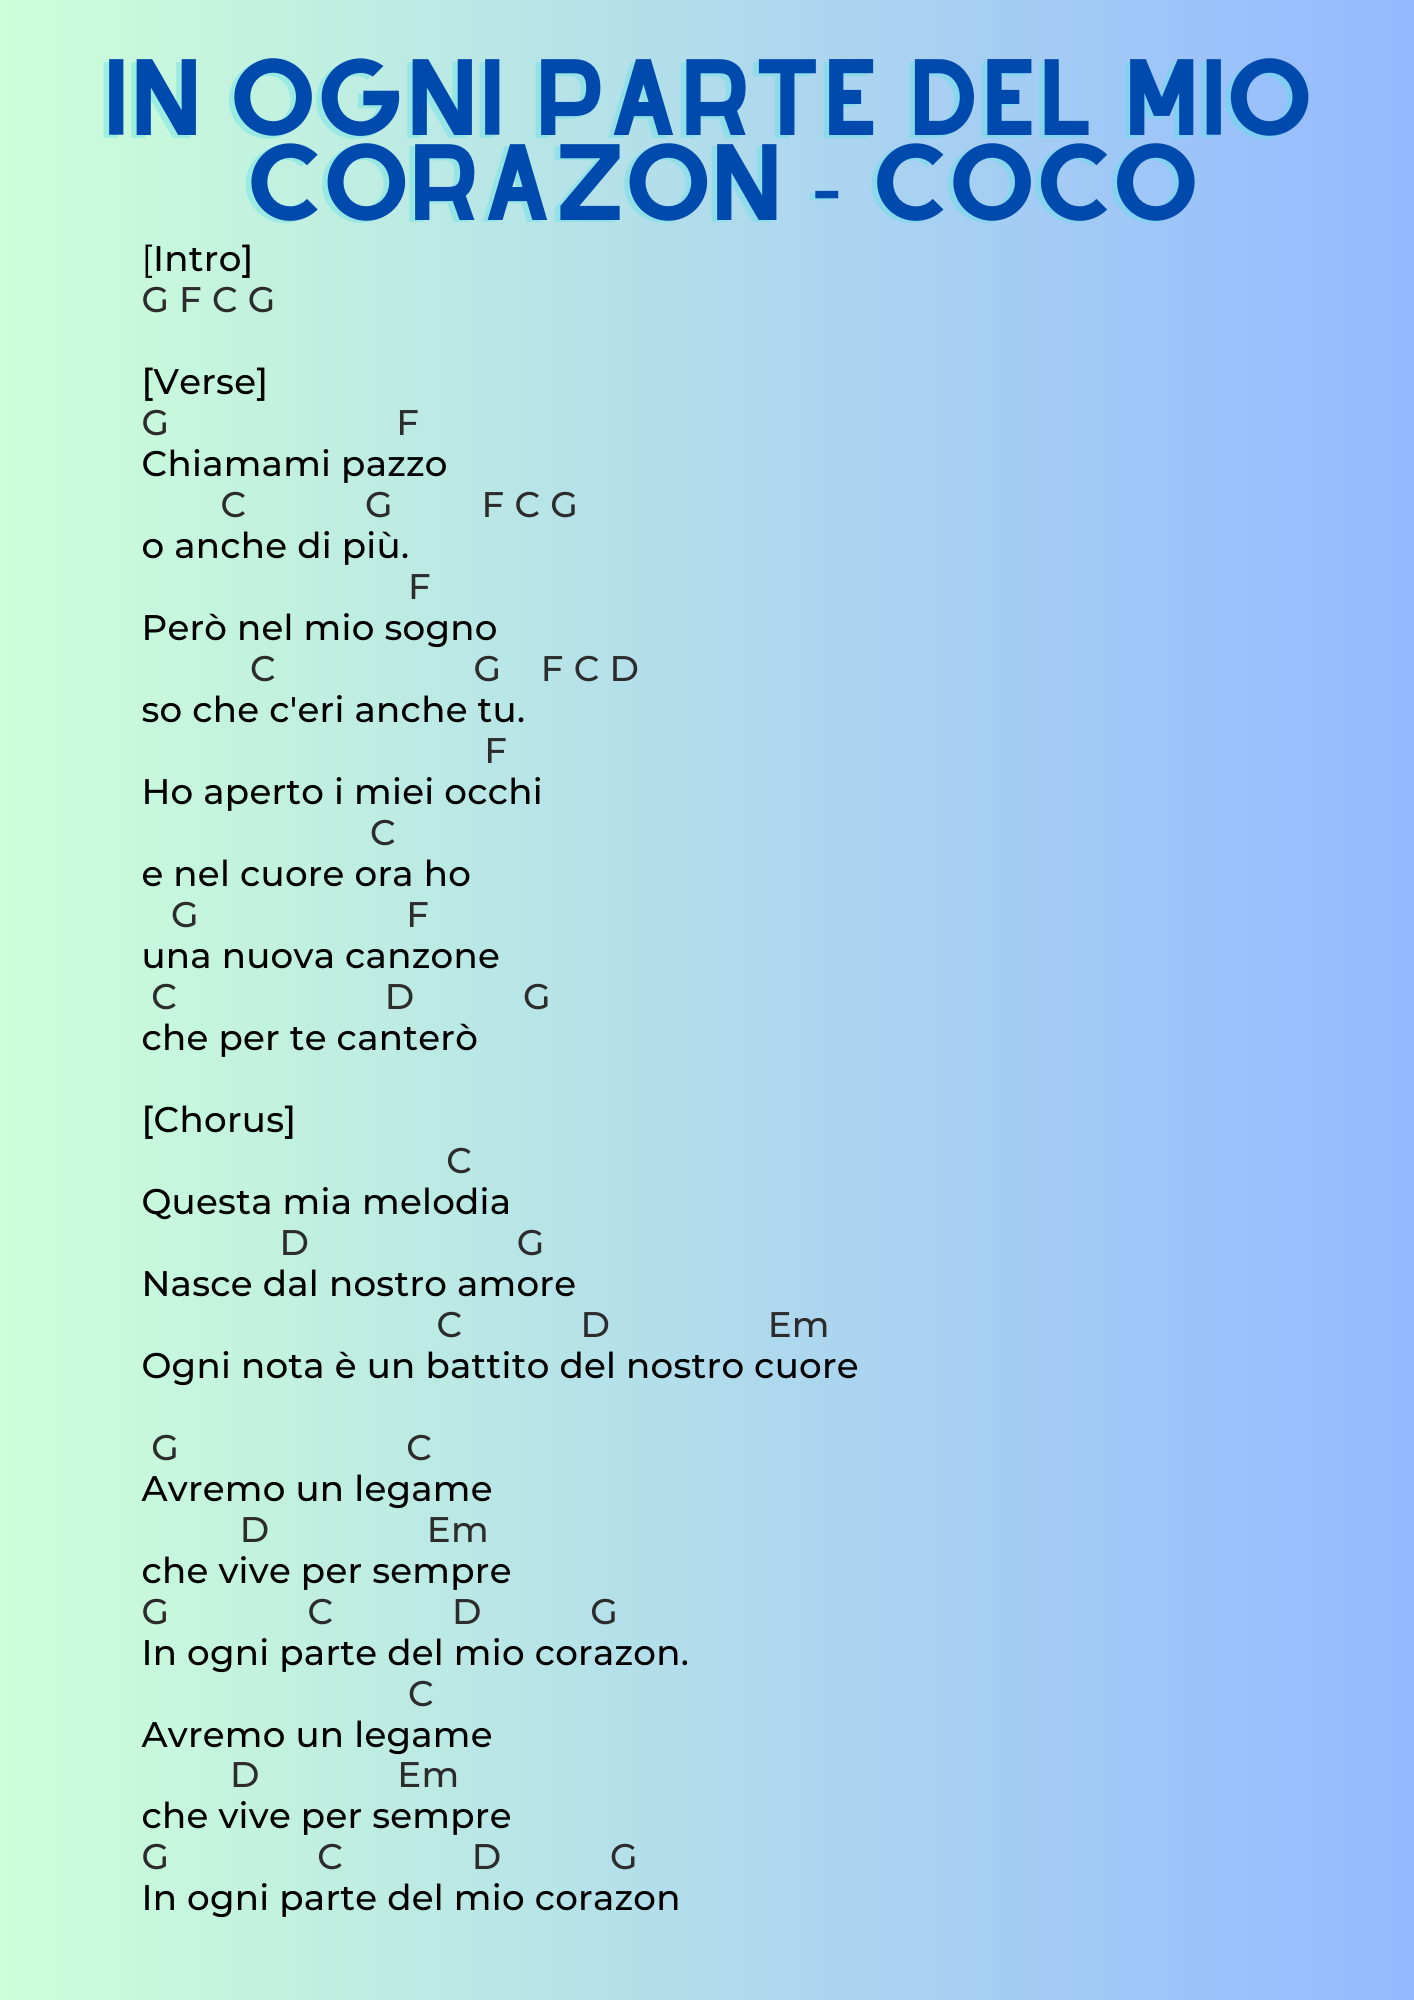 IN OGNI PARTE DEL MIO
CORAZON - COCO
[Intro]
G F C G
[Verse]
G F
Chiamami pazzo
C G F C G
o anche di più.
F
Però nel mio sogno
C G F C D
so che c'eri anche tu.
F
Ho aperto i miei occhi
C
e nel cuore ora ho
G F
una nuova canzone
C D G
che per te canterò
[Chorus]
C
Questa mia melodia
D G
Nasce dal nostro amore
C D Em
Ogni nota è un battito del nostro cuore
G C
Avremo un legame
D Em
che vive per sempre
G C D G
In ogni parte del mio corazon.
C
Avremo un legame
D Em
che vive per sempre
G C D G
In ogni parte del mio corazon